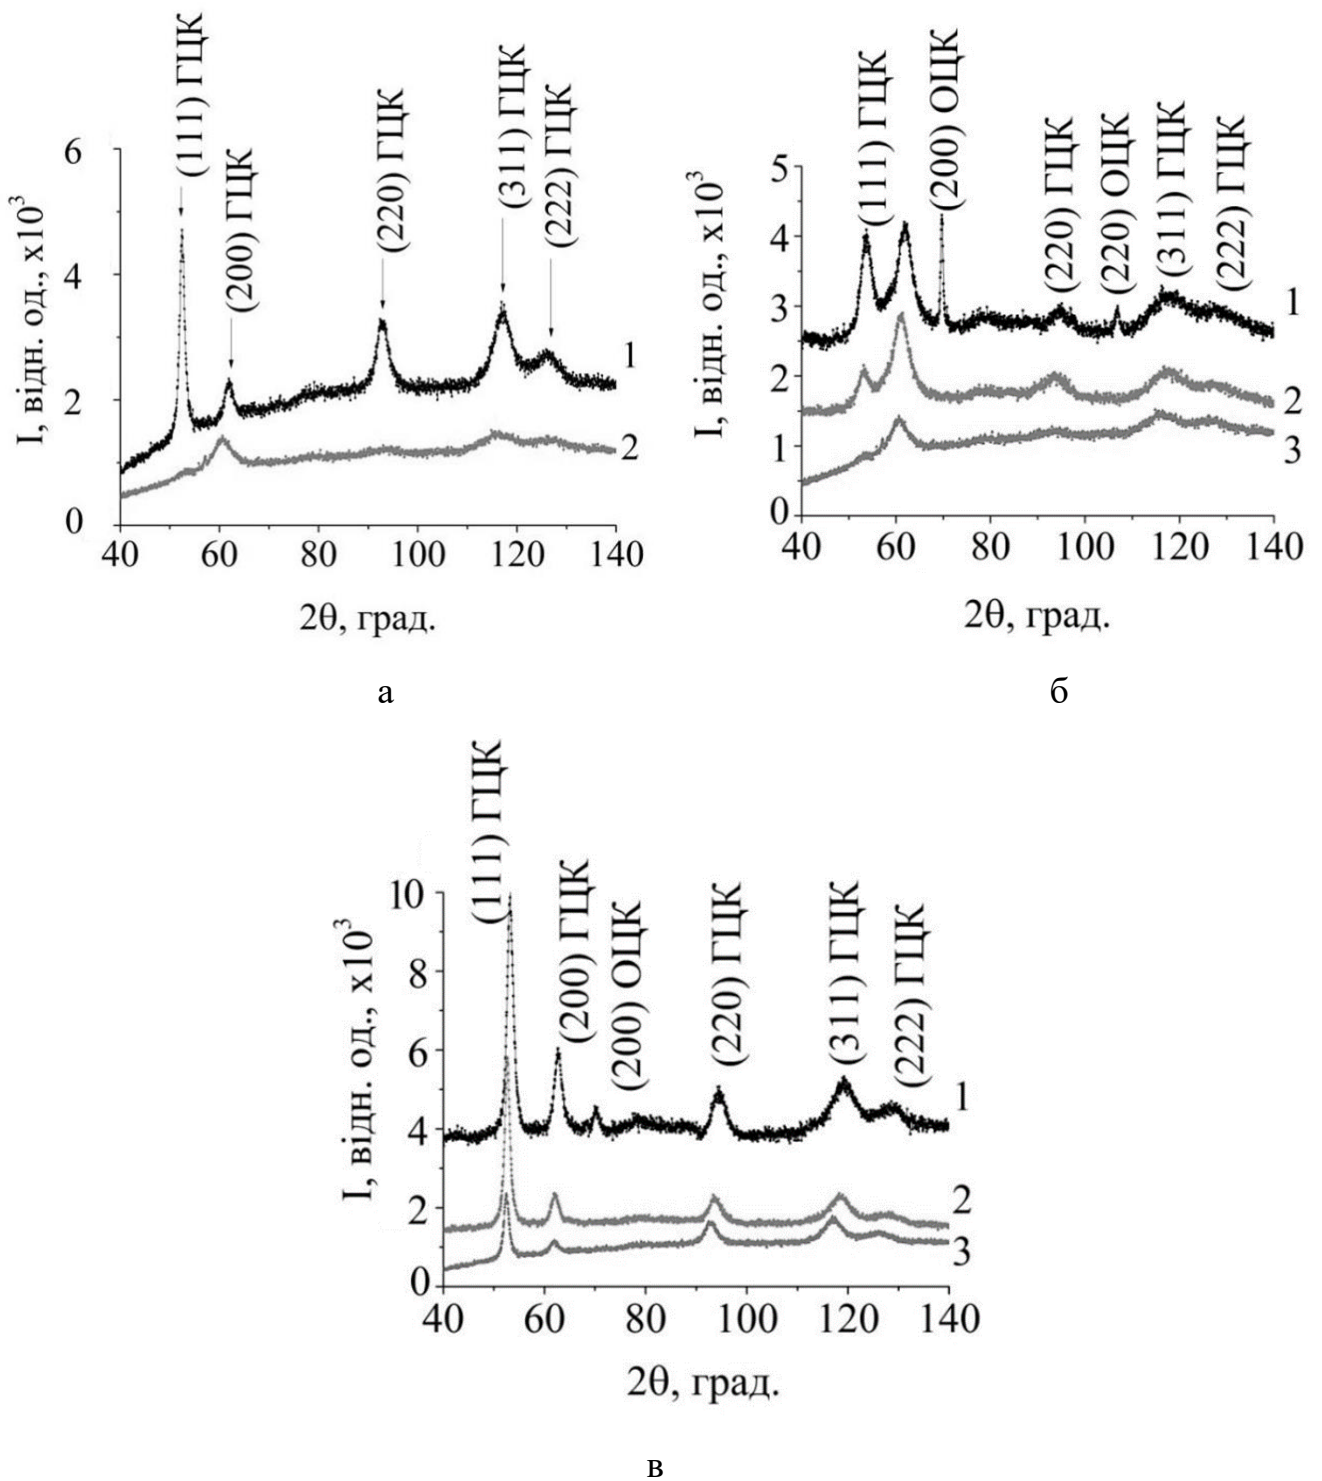 (111) ГЦК
(200) ГЦК
(220) ГЦК
(311) ГЦК
(222) ГЦК
I, відн. од., x10³
6
4
2
0
1
2
40 60 80 100 120 140
2θ, град.
а
(111) ГЦК
(200) ОЦК
(220) ГЦК
(220) ОЦК
(311) ГЦК
(222) ГЦК
I, відн. од., x10³
5
4
3
2
1
0
1
2
3
40 60 80 100 120 140
2θ, град.
б
(111) ГЦК
(200) ГЦК
(200) ОЦК
(220) ГЦК
(311) ГЦК
(222) ГЦК
I, відн. од., x10³
10
8
6
4
2
0
1
2
3
40 60 80 100 120 140
2θ, град.
в